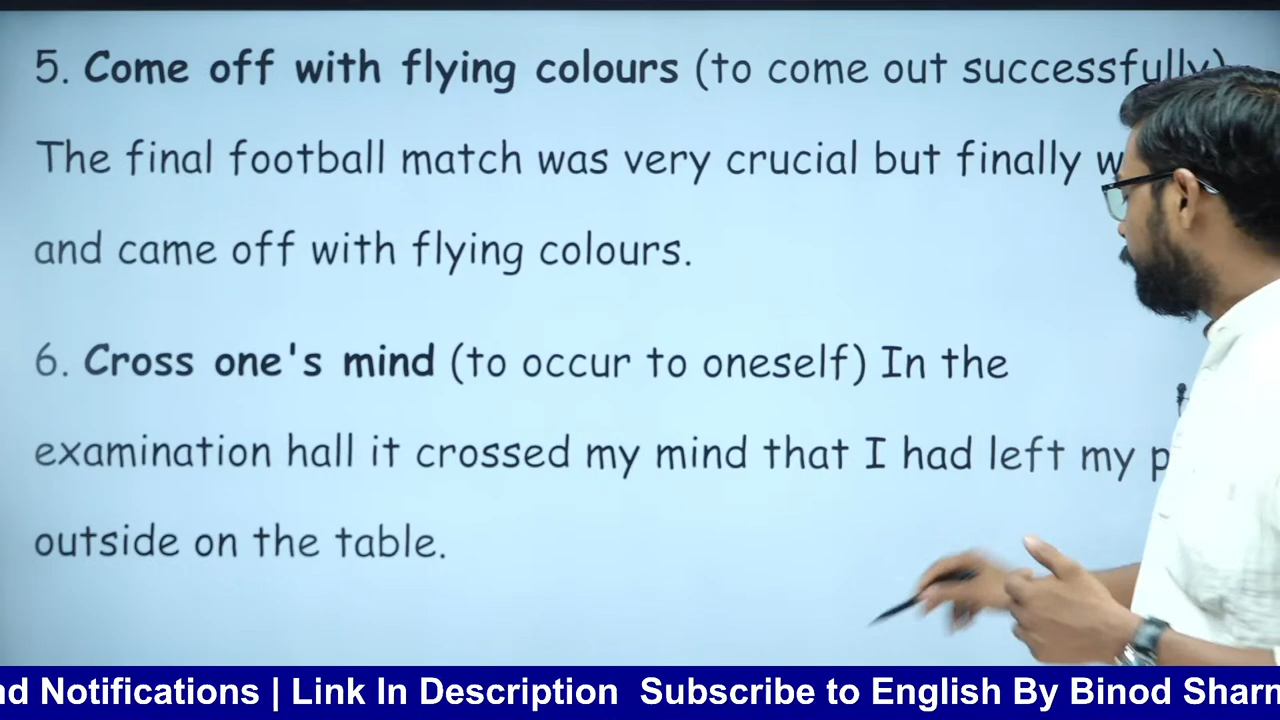 5. Come off with flying colours (to come out successfully)
The final football match was very crucial but finally
and came off with flying colours.
6. Cross one's mind (to occur to oneself) In the
examination hall it crossed my mind that I had left my
outside on the table.
nd Notifications | Link In Description Subscribe to English By Binod